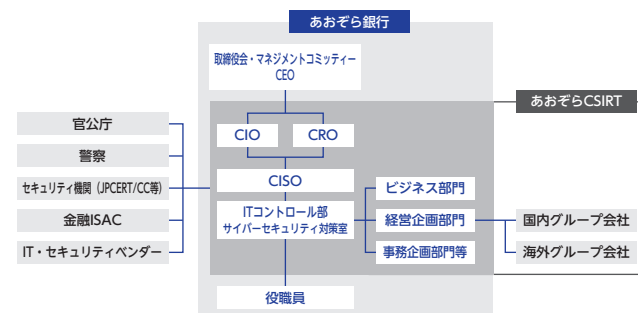 あおぞら銀行
取締役会・マネジメントコミッティー
CEO
あおぞらCSIRT
官公庁
警察
セキュリティ機関（JPCERT/CC等）
金融ISAC
IT・セキュリティベンダー
CIO
CRO
CISO
ITコントロール部
サイバーセキュリティ対策室
ビジネス部門
経営企画部門
事務企画部門等
国内グループ会社
海外グループ会社
役職員